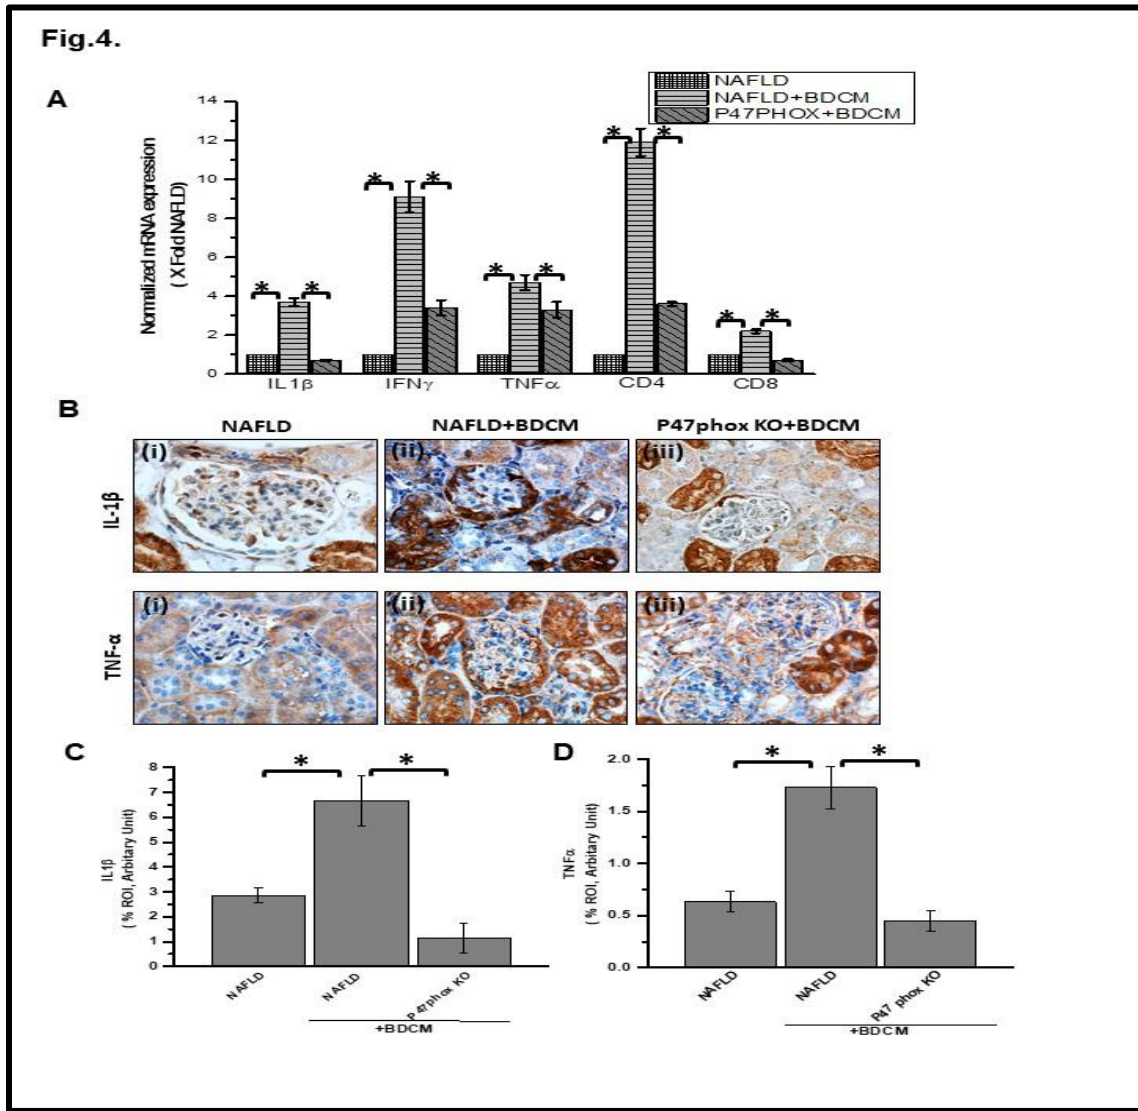 Fig.4.
A
NAFLD
NAFLD+BDCM
P47PHOX+BDCM
Normalized mRNA expression
( X Fold NAFLD)
14
12
10
8
6
4
2
0
* * * * * * * * * *
IL1β IFNγ TNFα CD4 CD8
B
NAFLD NAFLD+BDCM P47phox KO+BDCM
IL-1β
(i) (ii) (iii)
TNF-α
(i) (ii) (iii)
C
IL1β
( % ROI, Arbitary Unit)
8
7
6
5
4
3
2
1
0
* *
NAFLD NAFLD P47phox KO
+BDCM
D
TNFα
( % ROI, Arbitary Unit)
2.0
1.5
1.0
0.5
0.0
* *
NAFLD NAFLD P47 phox KO
+BDCM